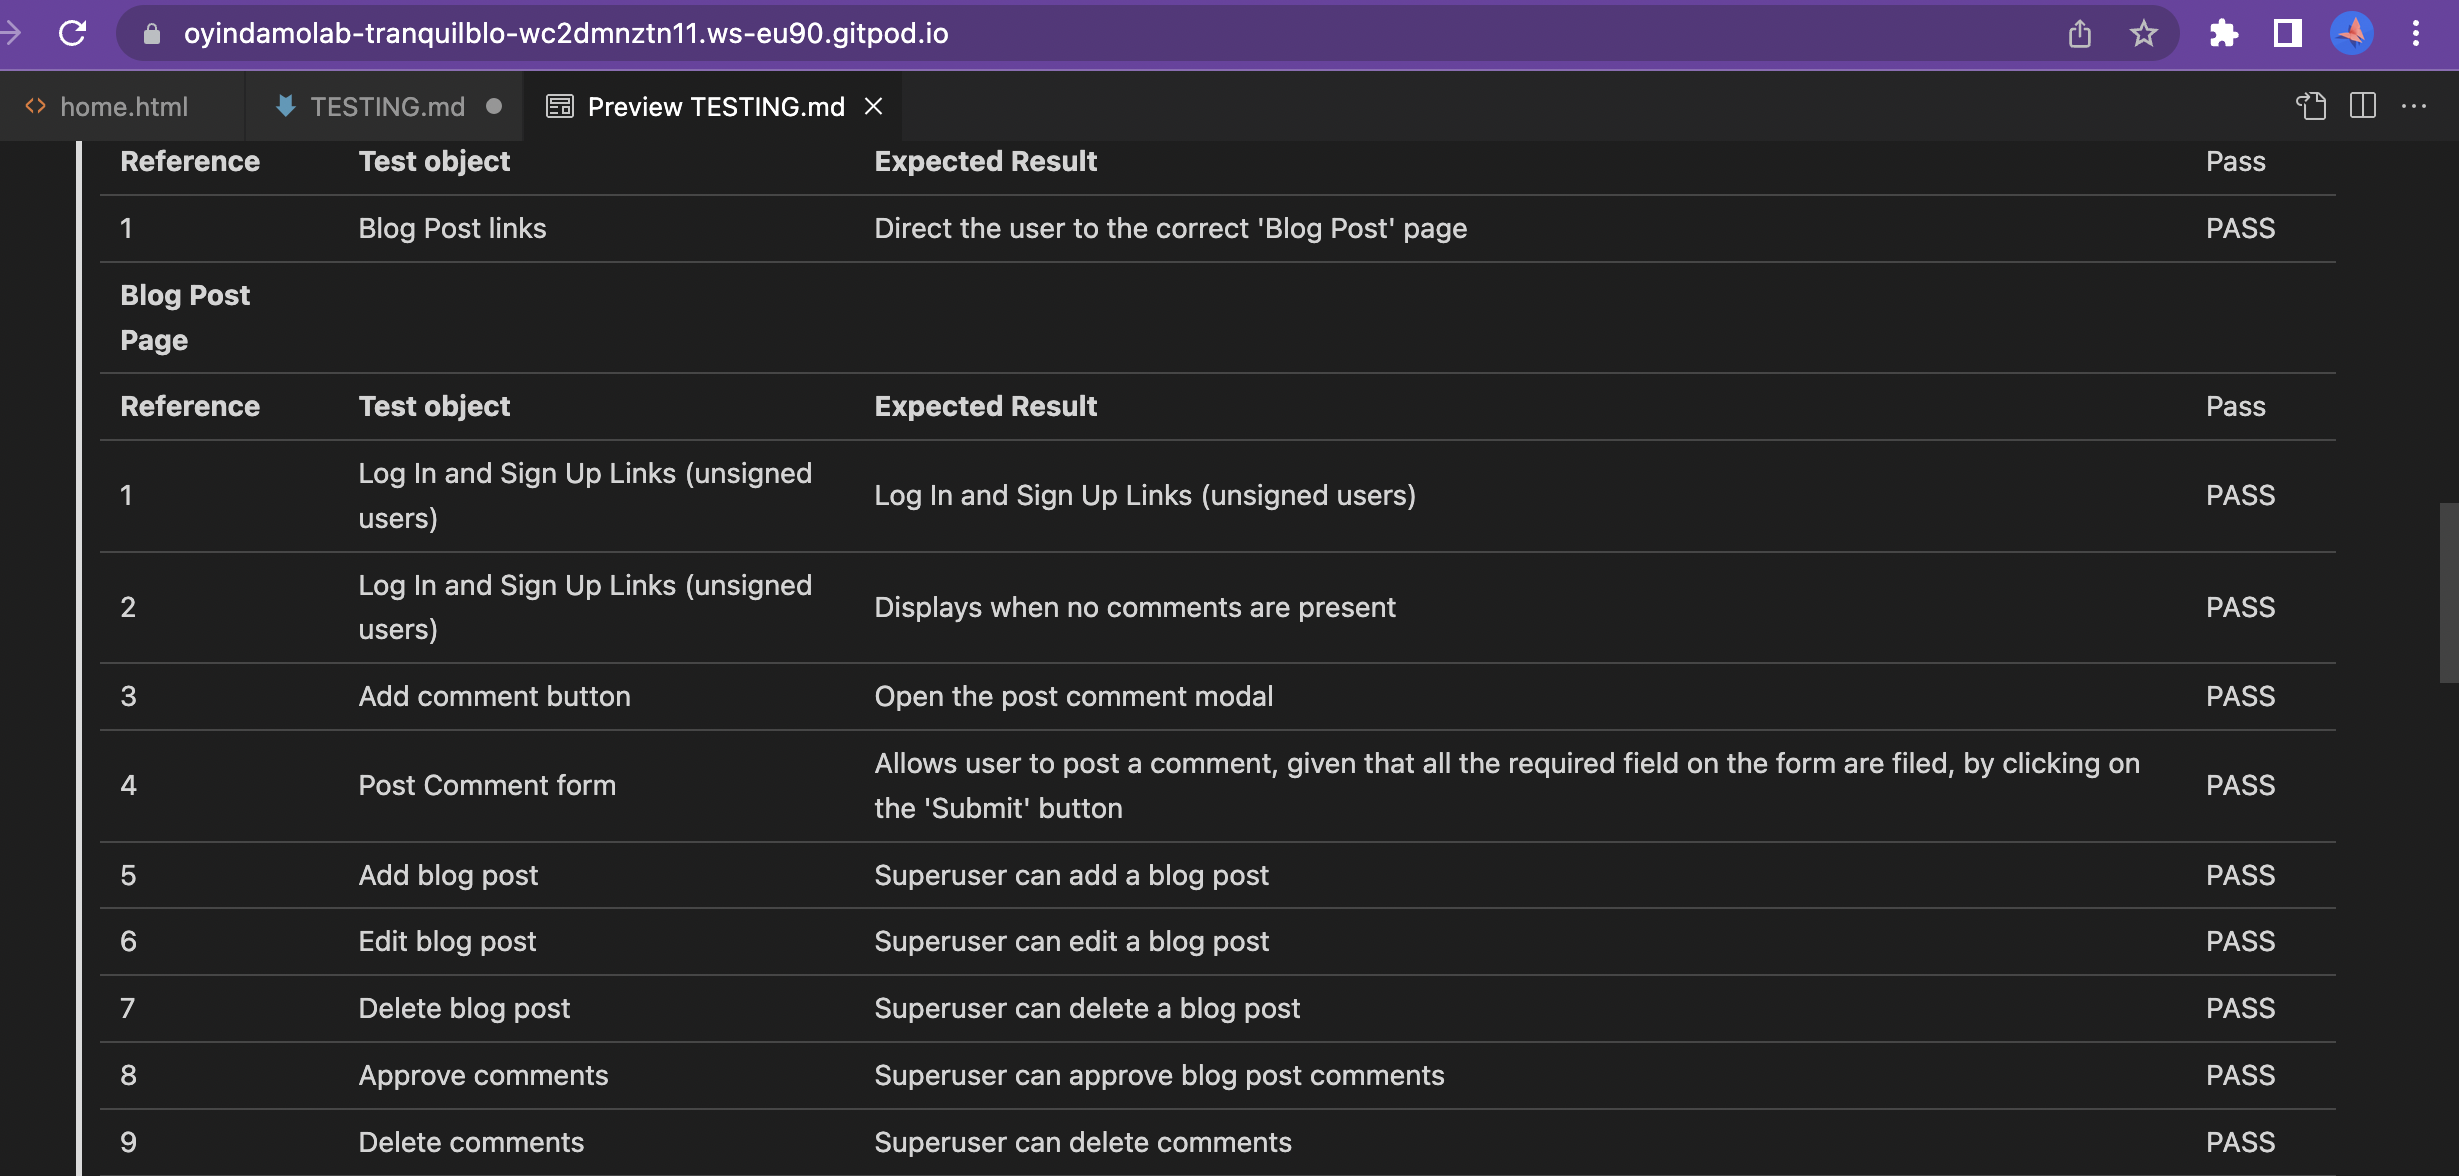 oyindamolab-tranquilblo-wc2dmnztn11.ws-eu90.gitpod.io
home.html TESTING.md Preview TESTING.md
Reference Test object Expected Result Pass
1 Blog Post links Direct the user to the correct 'Blog Post' page PASS
Blog Post
Page
Reference Test object Expected Result Pass
1 Log In and Sign Up Links (unsigned
users) Log In and Sign Up Links (unsigned users) PASS
2 Log In and Sign Up Links (unsigned
users) Displays when no comments are present PASS
3 Add comment button Open the post comment modal PASS
4 Post Comment form Allows user to post a comment, given that all the required field on the form are filed, by clicking on
the 'Submit' button PASS
5 Add blog post Superuser can add a blog post PASS
6 Edit blog post Superuser can edit a blog post PASS
7 Delete blog post Superuser can delete a blog post PASS
8 Approve comments Superuser can approve blog post comments PASS
9 Delete comments Superuser can delete comments PASS